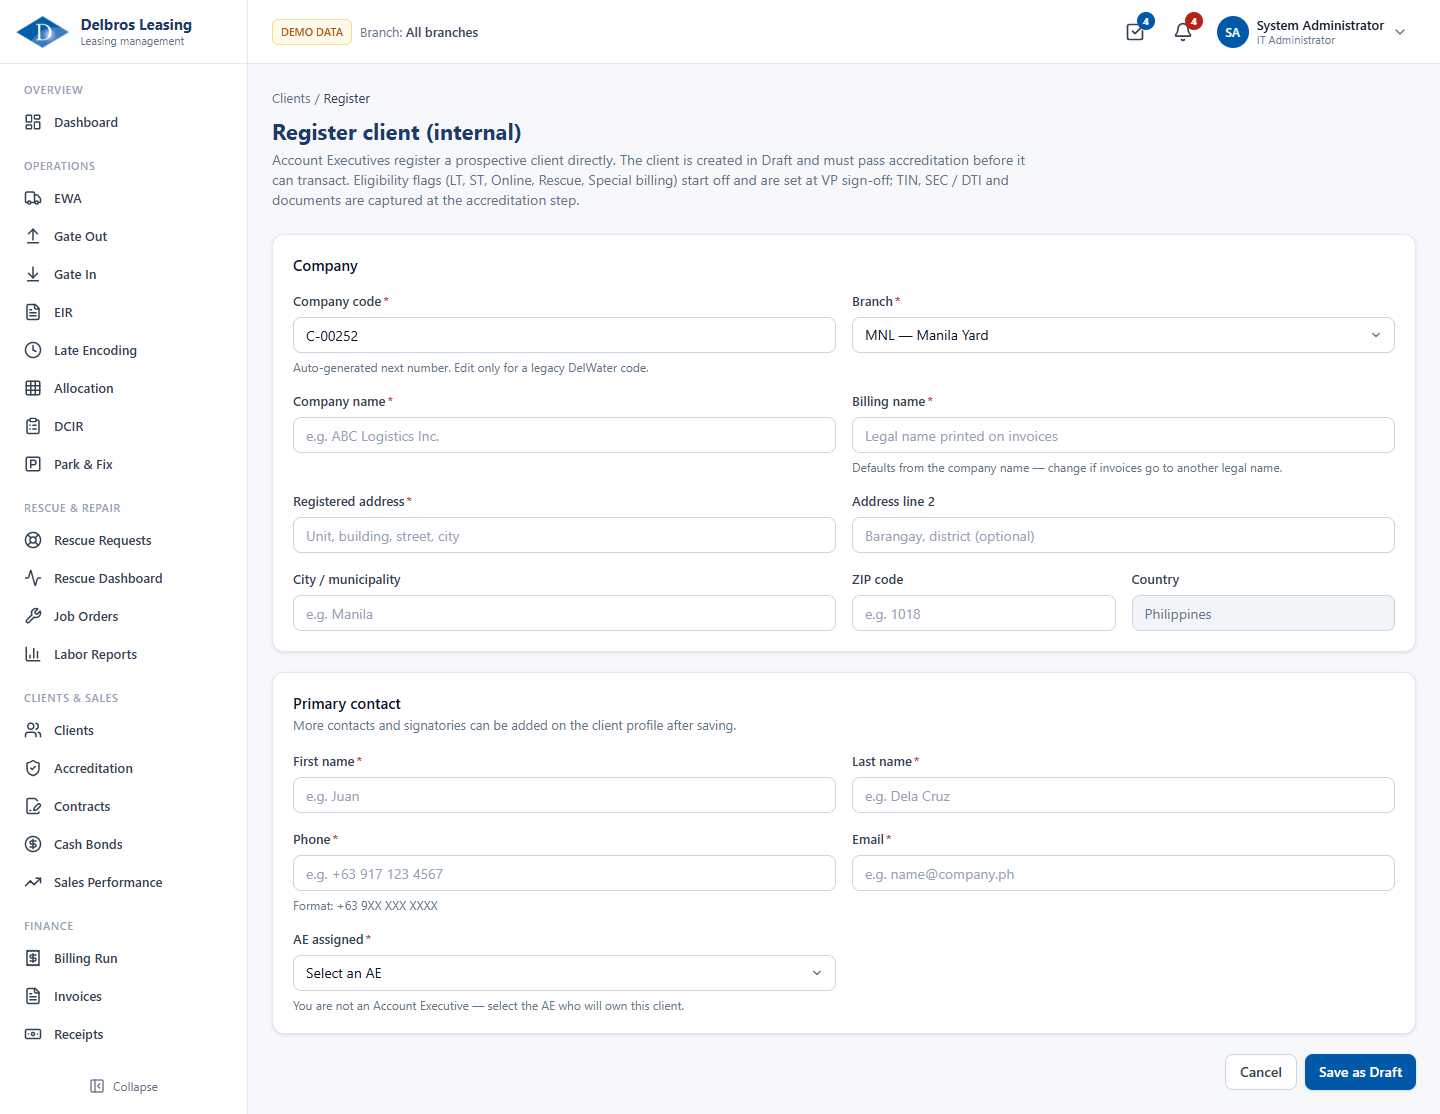 Delbros Leasing
Leasing management
DEMO DATA
Branch: All branches
4
4
SA
System Administrator
IT Administrator
OVERVIEW
Dashboard
OPERATIONS
EWA
Gate Out
Gate In
EIR
Late Encoding
Allocation
DCIR
Park & Fix
RESCUE & REPAIR
Rescue Requests
Rescue Dashboard
Job Orders
Labor Reports
CLIENTS & SALES
Clients
Accreditation
Contracts
Cash Bonds
Sales Performance
FINANCE
Billing Run
Invoices
Receipts
Collapse
Clients / Register
Register client (internal)
Account Executives register a prospective client directly. The client is created in Draft and must pass accreditation before it
can transact. Eligibility flags (LT, ST, Online, Rescue, Special billing) start off and are set at VP sign-off; TIN, SEC / DTI and
documents are captured at the accreditation step.
Company
Company code*
C-00252
Auto-generated next number. Edit only for a legacy DelWater code.
Branch*
MNL — Manila Yard
Company name*
e.g. ABC Logistics Inc.
Billing name*
Legal name printed on invoices
Defaults from the company name — change if invoices go to another legal name.
Registered address*
Unit, building, street, city
Address line 2
Barangay, district (optional)
City / municipality
e.g. Manila
ZIP code
e.g. 1018
Country
Philippines
Primary contact
More contacts and signatories can be added on the client profile after saving.
First name*
e.g. Juan
Last name*
e.g. Dela Cruz
Phone*
e.g. +63 917 123 4567
Format: +63 9XX XXX XXXX
Email*
e.g. name@company.ph
AE assigned*
Select an AE
You are not an Account Executive — select the AE who will own this client.
Cancel
Save as Draft